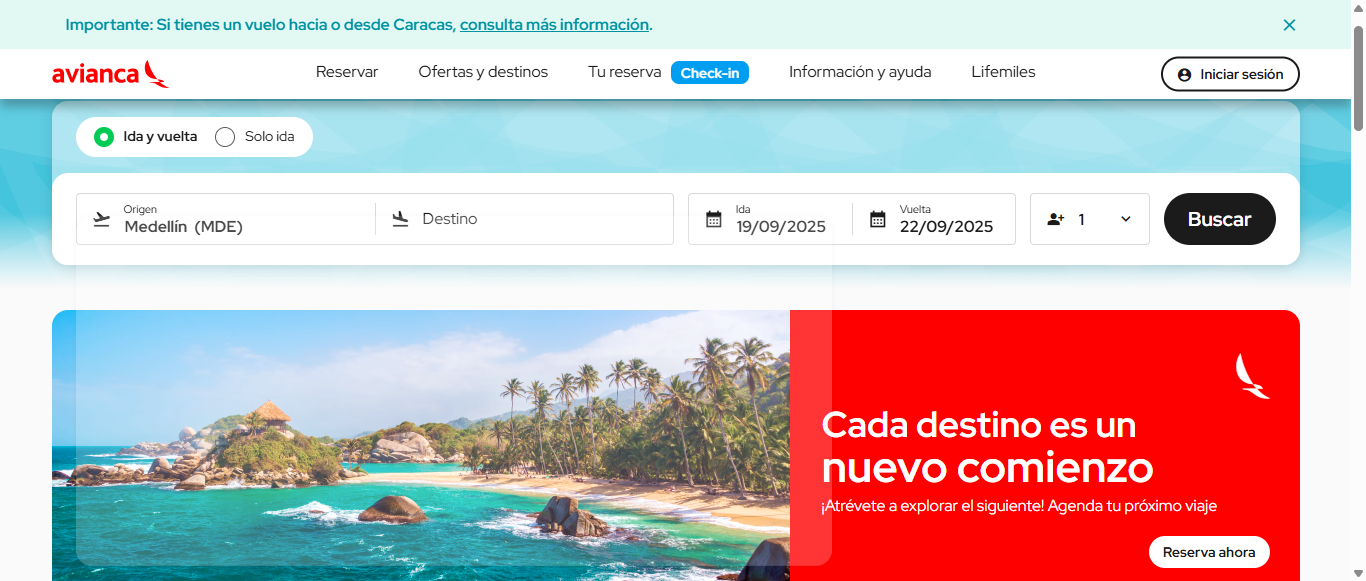 Importante: Si tienes un vuelo hacia o desde Caracas, consulta más información.
avianca
Reservar
Ofertas y destinos
Tu reserva
Check-in
Información y ayuda
Lifemiles
Iniciar sesión
Ida y vuelta
Solo ida
Origen
Medellín (MDE)
Destino
Ida
19/09/2025
Vuelta
22/09/2025
1
Buscar
Cada destino es un
nuevo comienzo
¡Atrévete a explorar el siguiente! Agenda tu próximo viaje
Reserva ahora